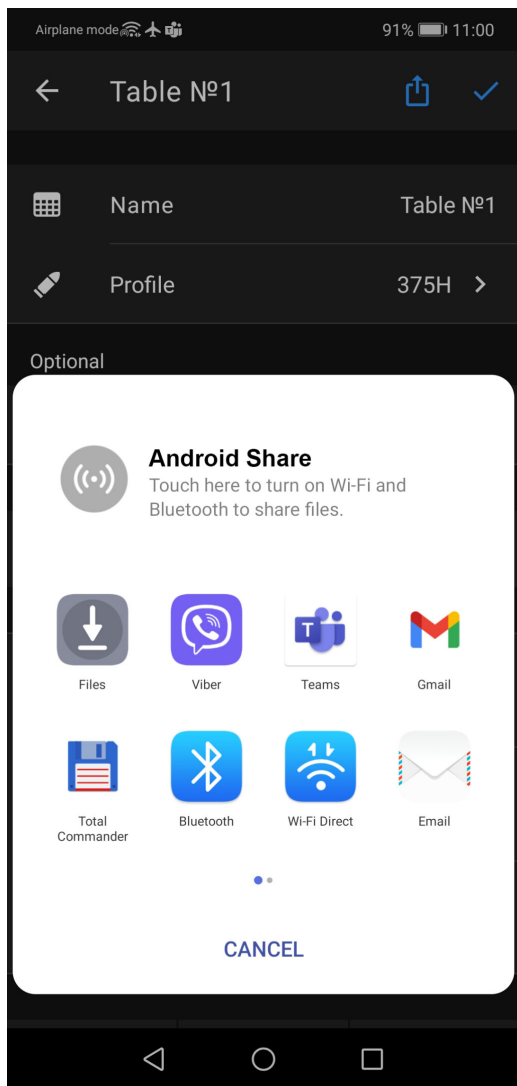 Airplane mode 91% 11:00
Table №1
Name Table №1
Profile 375H
Optional
Android Share
Touch here to turn on Wi-Fi and
Bluetooth to share files.
Files Viber Teams Gmail
Total
Commander Bluetooth Wi-Fi Direct Email
CANCEL